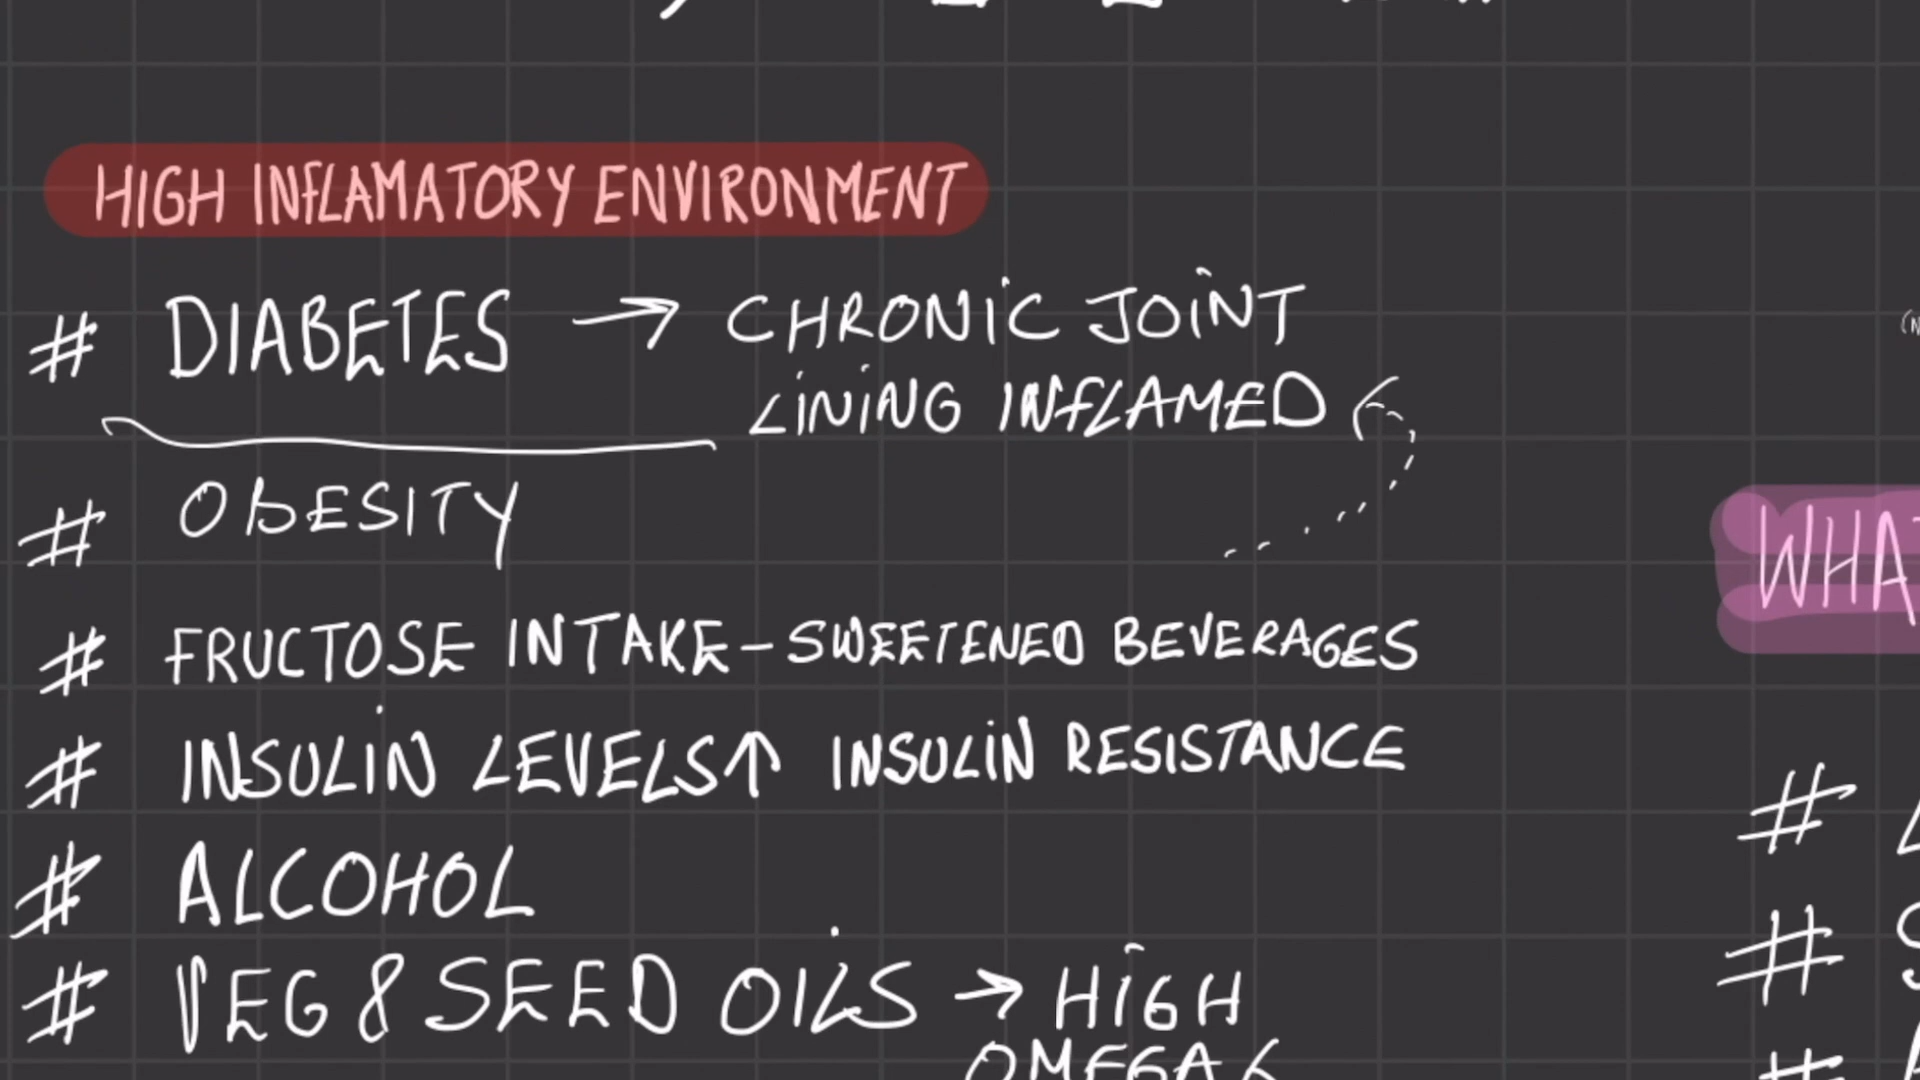 HIGH INFLAMATORY ENVIRONMENT
# DIABETES → CHRONIC JOINT
LINING INFLAMED
# OBESITY
# FRUCTOSE INTAKE - SWEETENED BEVERAGES
# INSULIN LEVELS ↑ INSULIN RESISTANCE
# ALCOHOL
# VEG & SEED OILS → HIGH
OMEGA 6
#
#
#